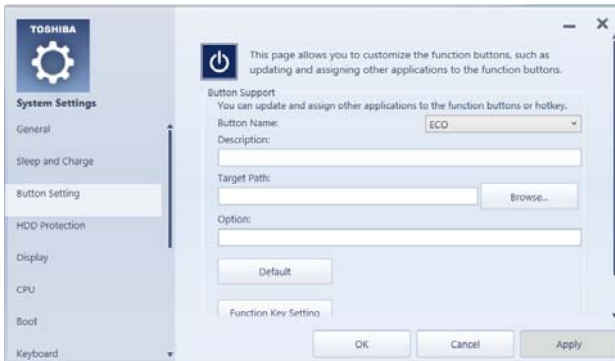 TOSHIBA
System Settings
General
Sleep and Charge
Button Setting
HDD Protection
Display
CPU
Boot
Keyboard
This page allows you to customize the function buttons, such as
updating and assigning other applications to the function buttons.
Button Support
You can update and assign other applications to the function buttons or hotkey.
Button Name:
ECO
Description:
Target Path:
Browse...
Option:
Default
Function Key Setting
OK
Cancel
Apply